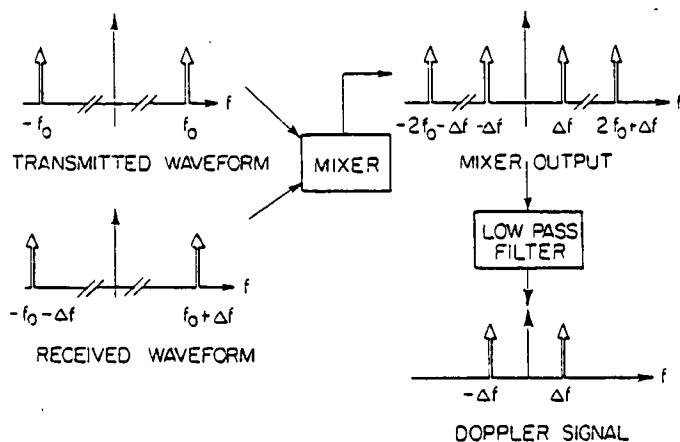 -f₀ f₀ f
TRANSMITTED WAVEFORM
MIXER
-2f₀-Δf -Δf Δf 2f₀+Δf f
MIXER OUTPUT
LOW PASS
FILTER
-f₀-Δf f₀+Δf f
RECEIVED WAVEFORM
-Δf Δf f
DOPPLER SIGNAL